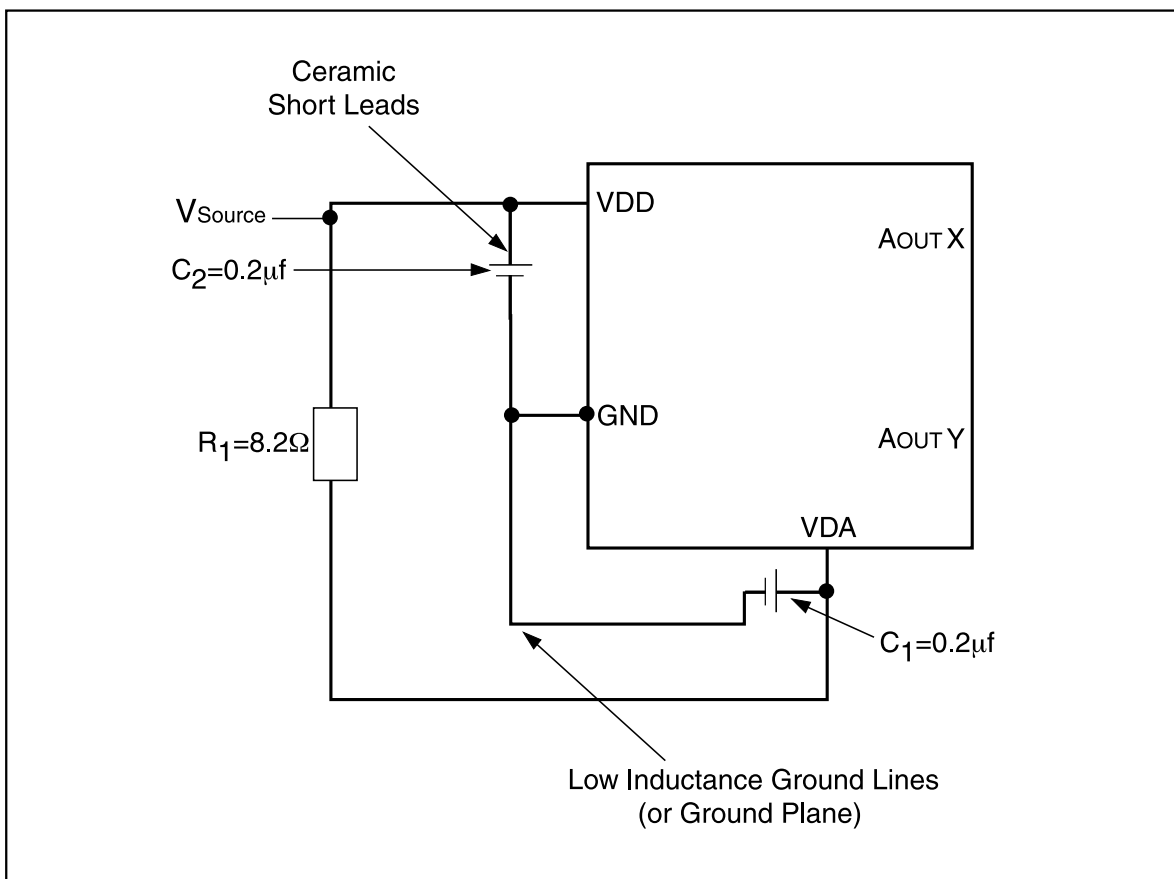 Ceramic
Short Leads
VSource
VDD
AOUT X
C2=0.2μf
GND
R1=8.2Ω
AOUT Y
VDA
C1=0.2μf
Low Inductance Ground Lines
(or Ground Plane)